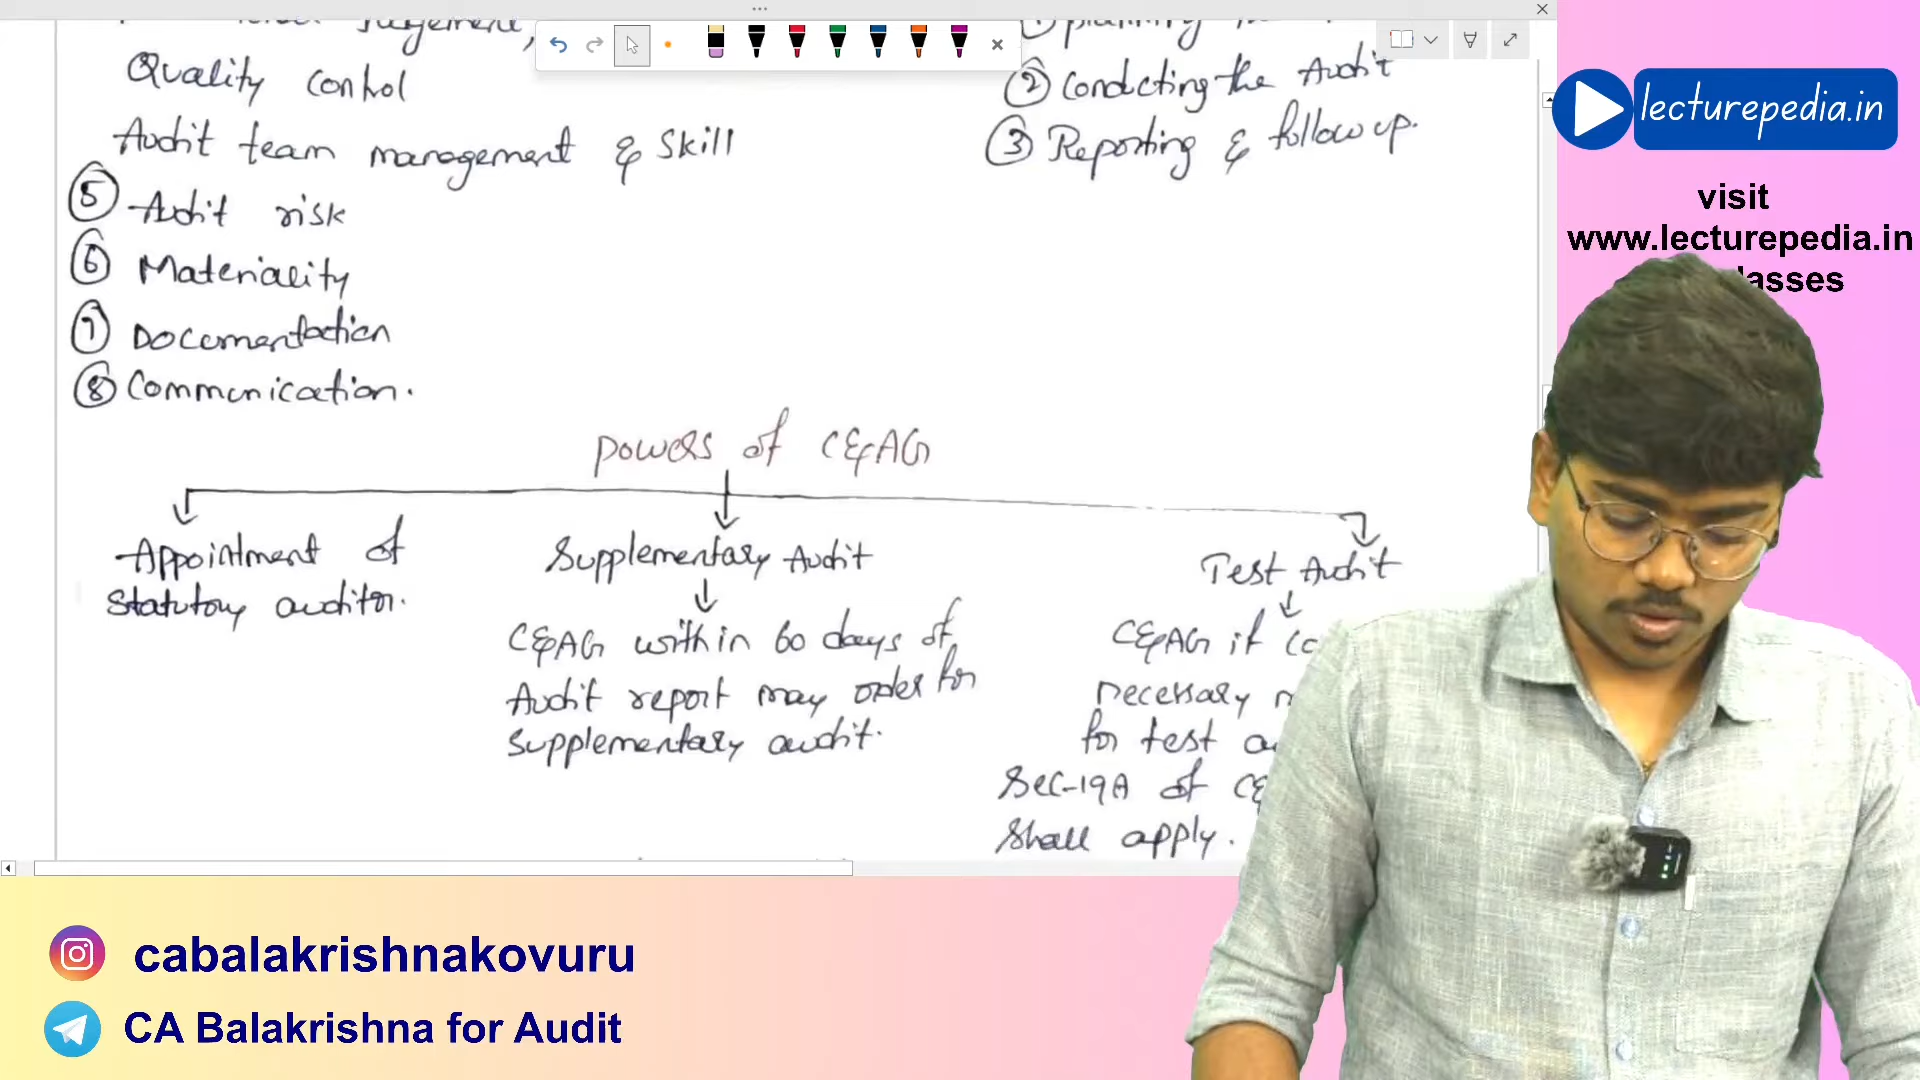 Judgement,
Quality control
Audit team management & Skill
⑤ Audit risk
⑥ Materiality
⑦ Documentation
⑧ Communication.
① planning
② Conducting the Audit
③ Reporting & follow up.
powers of C&AG
Appointment of
Statutory auditor.
Supplementary Audit
C&AG within 60 days of
Audit report may order for
supplementary audit.
Test Audit
C&AG if
necessary
for test
Sec-19A of
Shall apply.
lecturepedia.in
visit
www.lecturepedia.in
cabalakrishnakovuru
CA Balakrishna for Audit